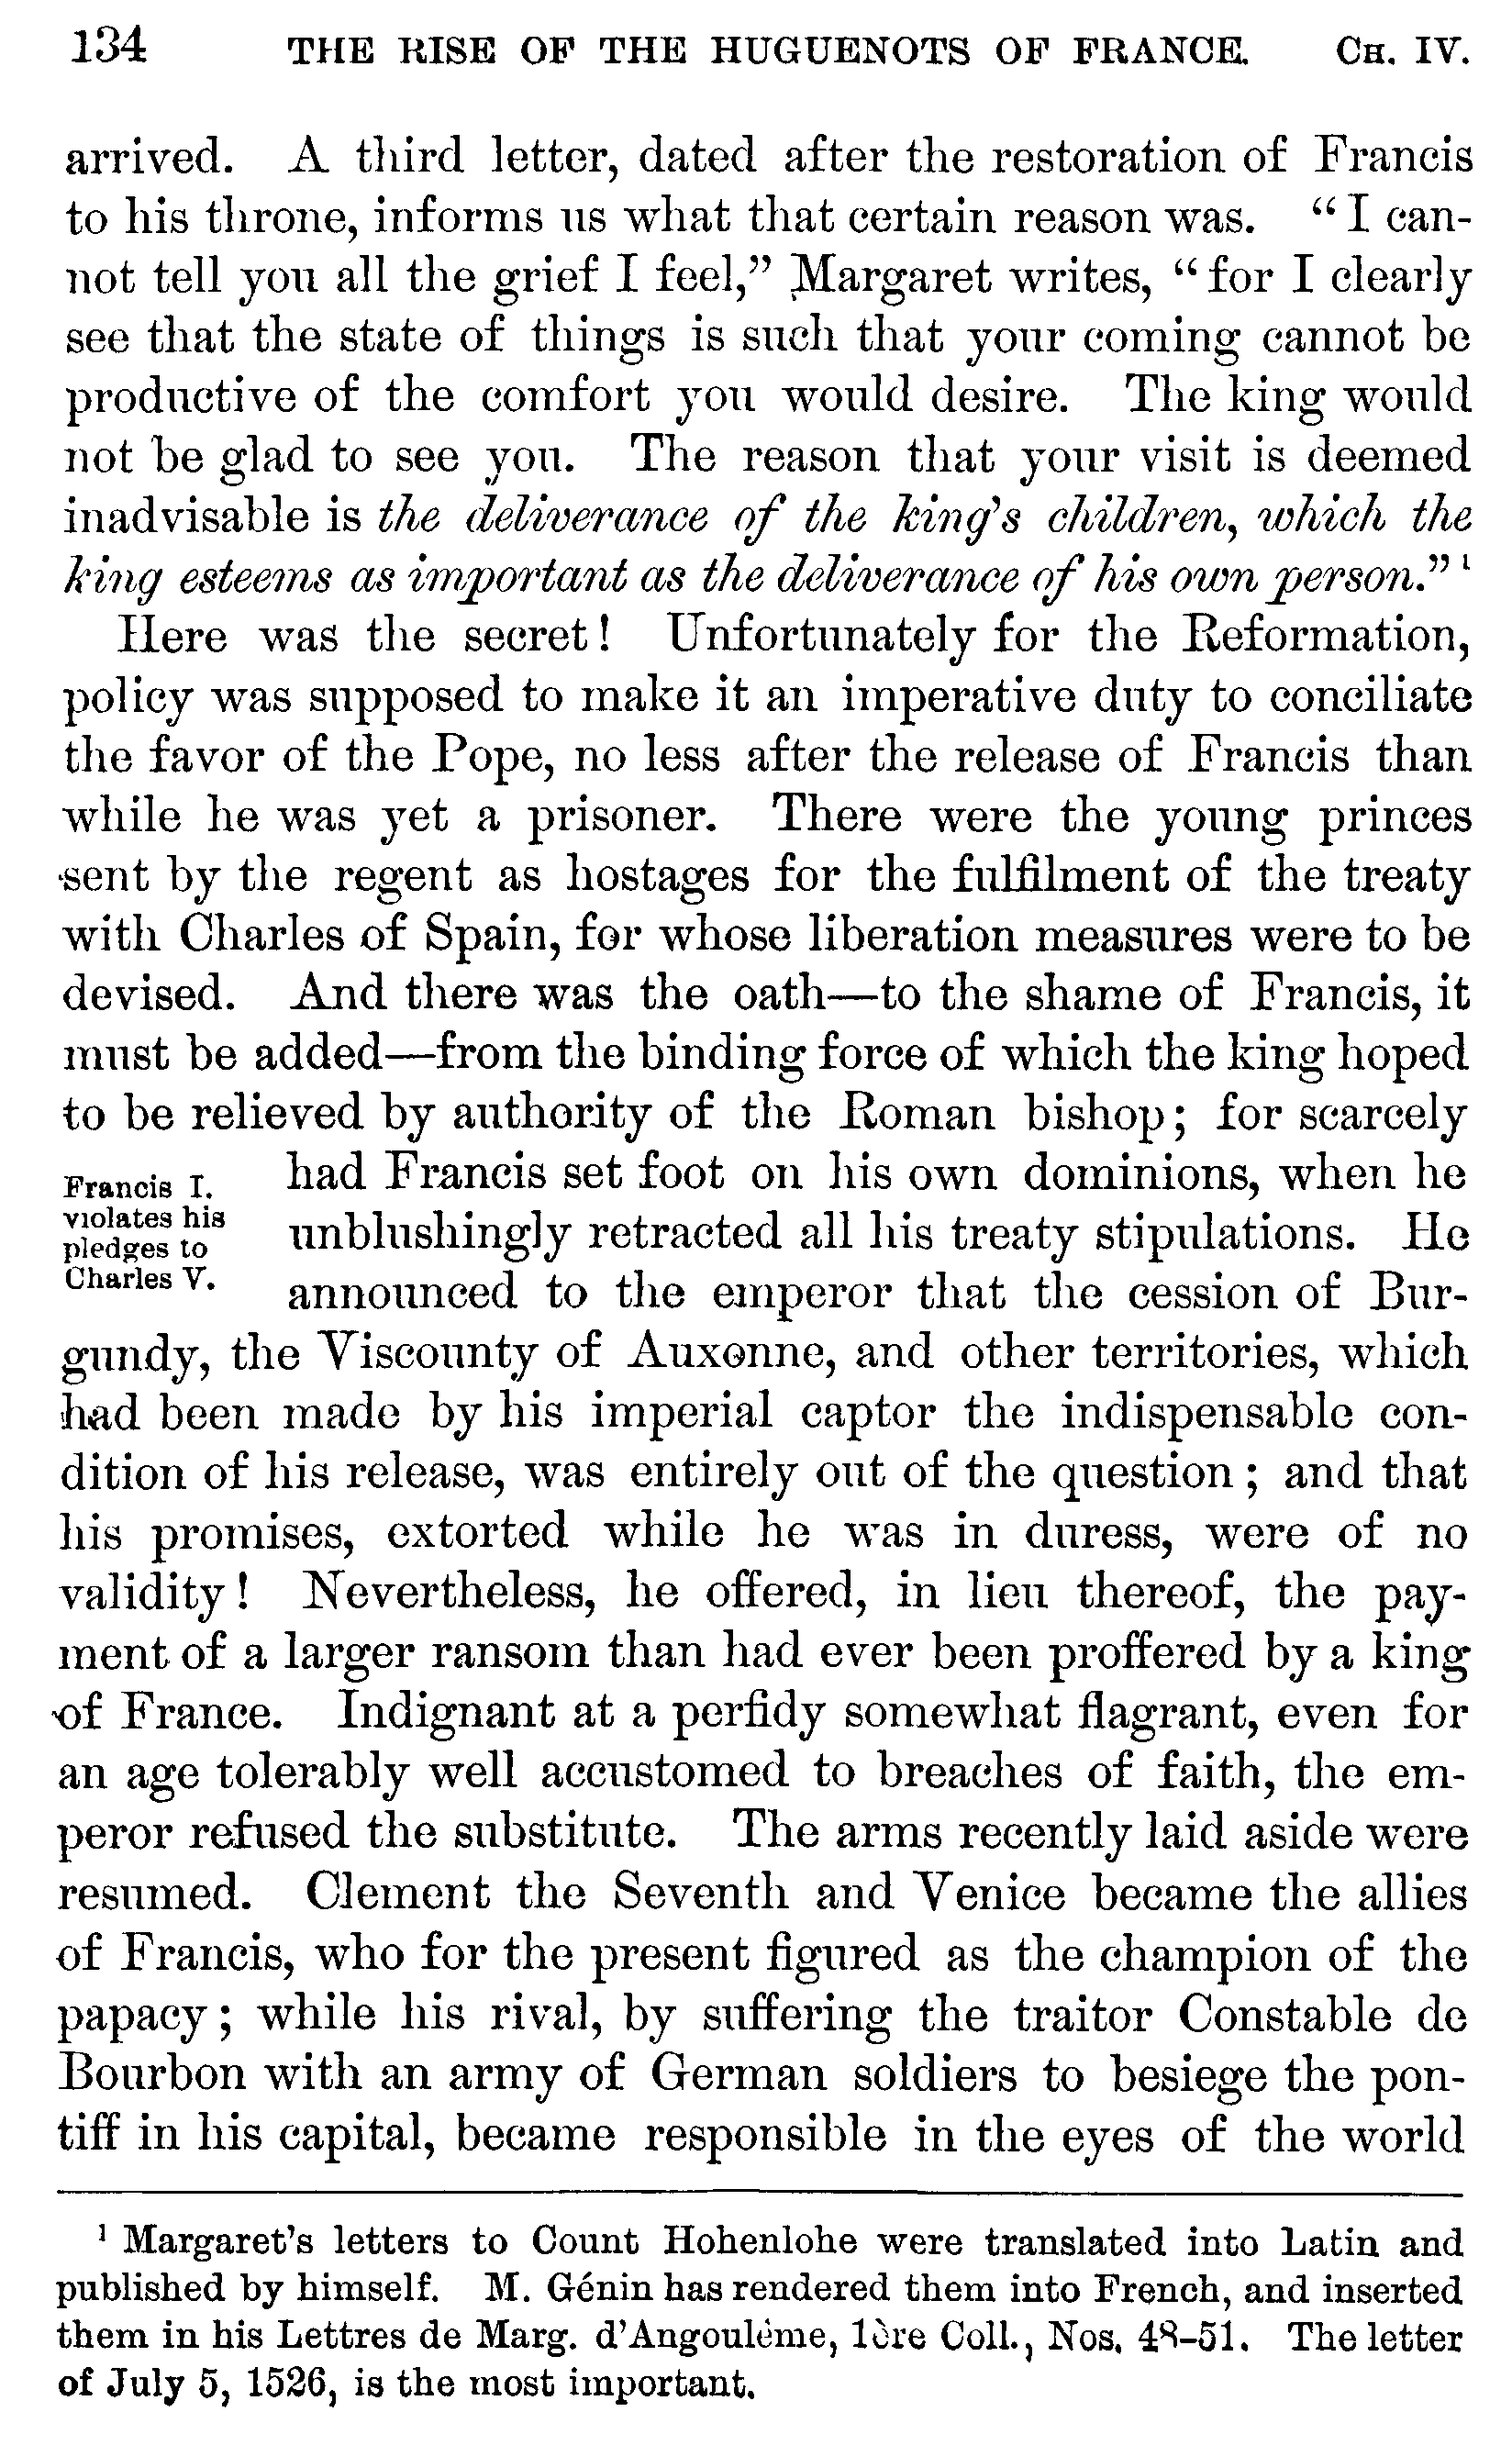 134 THE RISE OF THE HUGUENOTS OF FRANCE. CH. IV.
arrived. A third letter, dated after the restoration of Francis
to his throne, informs us what that certain reason was. “I can-
not tell you all the grief I feel,” Margaret writes, “for I clearly
see that the state of things is such that your coming cannot be
productive of the comfort you would desire. The king would
not be glad to see you. The reason that your visit is deemed
inadvisable is the deliverance of the king's children, which the
king esteems as important as the deliverance of his own person.” ¹
Here was the secret! Unfortunately for the Reformation,
policy was supposed to make it an imperative duty to conciliate
the favor of the Pope, no less after the release of Francis than
while he was yet a prisoner. There were the young princes
sent by the regent as hostages for the fulfilment of the treaty
with Charles of Spain, for whose liberation measures were to be
devised. And there was the oath—to the shame of Francis, it
must be added—from the binding force of which the king hoped
to be relieved by authority of the Roman bishop; for scarcely
Francis I.
violates his
pledges to
Charles V.
had Francis set foot on his own dominions, when he
unblushingly retracted all his treaty stipulations. He
announced to the emperor that the cession of Bur-
gundy, the Viscounty of Auxonne, and other territories, which
had been made by his imperial captor the indispensable con-
dition of his release, was entirely out of the question; and that
his promises, extorted while he was in duress, were of no
validity! Nevertheless, he offered, in lieu thereof, the pay-
ment of a larger ransom than had ever been proffered by a king
of France. Indignant at a perfidy somewhat flagrant, even for
an age tolerably well accustomed to breaches of faith, the em-
peror refused the substitute. The arms recently laid aside were
resumed. Clement the Seventh and Venice became the allies
of Francis, who for the present figured as the champion of the
papacy; while his rival, by suffering the traitor Constable de
Bourbon with an army of German soldiers to besiege the pon-
tiff in his capital, became responsible in the eyes of the world
¹ Margaret's letters to Count Hohenlohe were translated into Latin and
published by himself. M. Génin has rendered them into French, and inserted
them in his Lettres de Marg. d'Angoulême, 1ère Coll., Nos. 48-51. The letter
of July 5, 1526, is the most important.